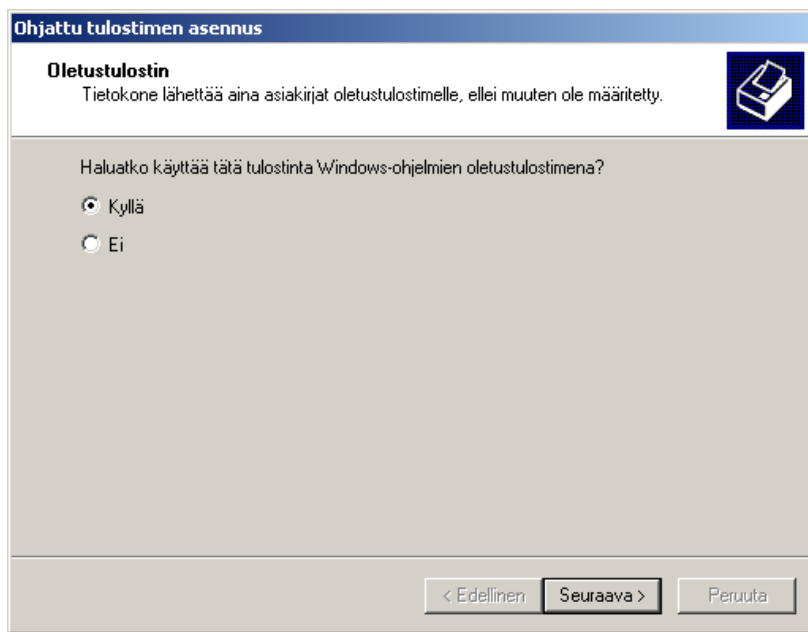 Ohjattu tulostimen asennus
Oletustulostin
Tietokone lähettää aina asiakirjat oletustulostimelle, ellei muuten ole määritetty.
Haluatko käyttää tätä tulostinta Windows-ohjelmien oletustulostimena?
Kyllä
Ei
< Edellinen Seuraava > Peruuta